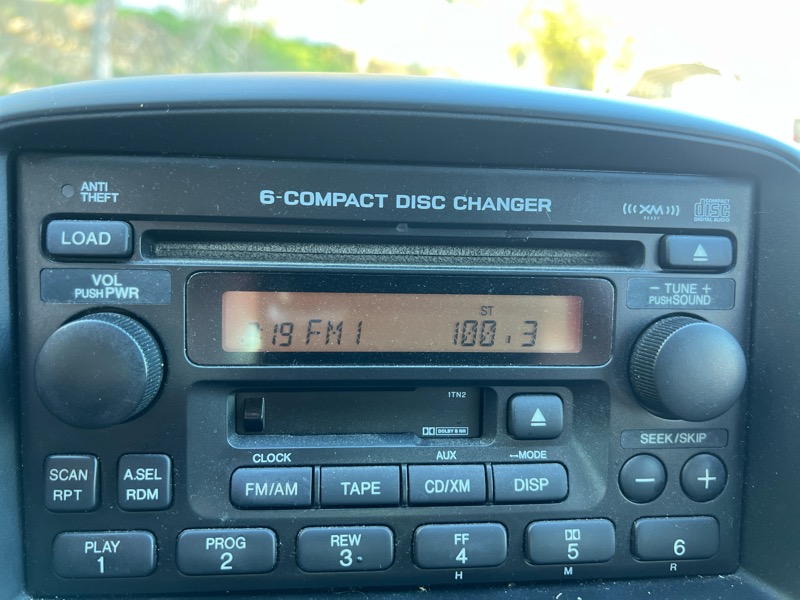 ANTI
THEFT
6-COMPACT DISC CHANGER
XM
READY
COMPACT
disc
DIGITAL AUDIO
LOAD
VOL
PUSH PWR
− TUNE +
PUSH SOUND
ST
:19 FM1 100.3
1TN2
DOLBY B NR
SEEK/SKIP
− +
SCAN
RPT
A.SEL
RDM
CLOCK
AUX
MODE
FM/AM
TAPE
CD/XM
DISP
PLAY
1
PROG
2
REW
3
FF
4
5
6
H
M
R